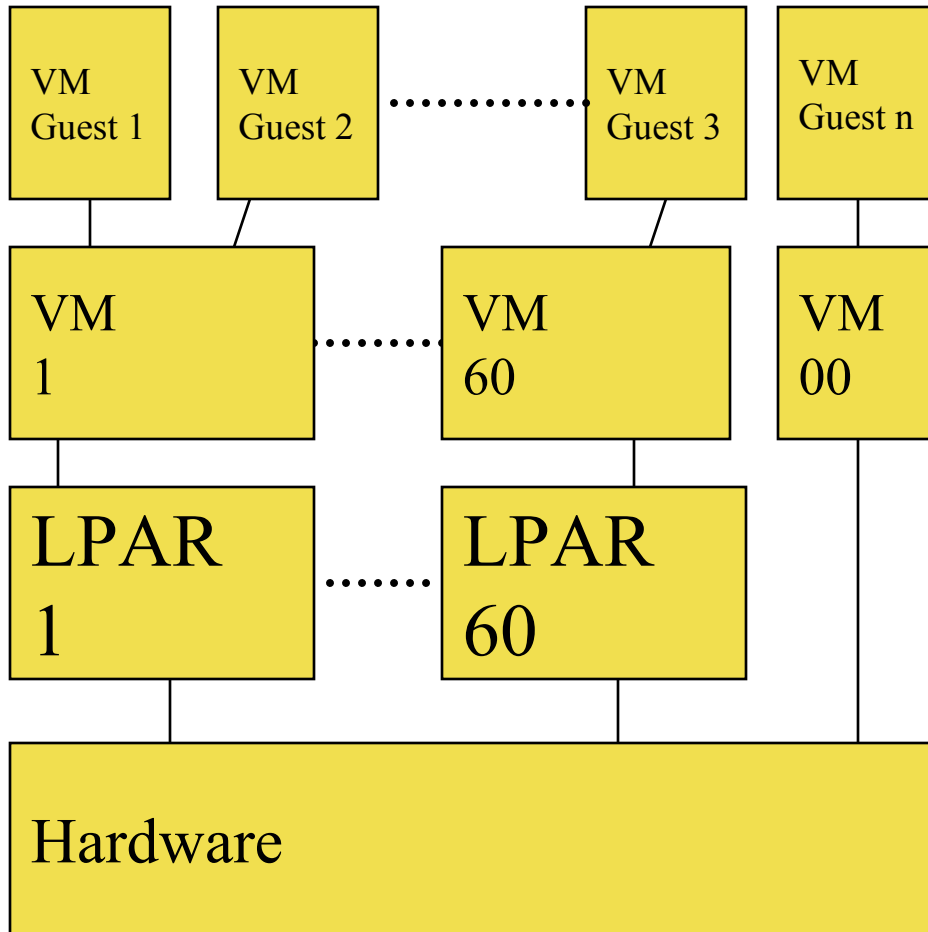 VM
Guest 1
VM
Guest 2
VM
Guest 3
VM
Guest n
VM
1
VM
60
VM
00
LPAR
1
LPAR
60
Hardware